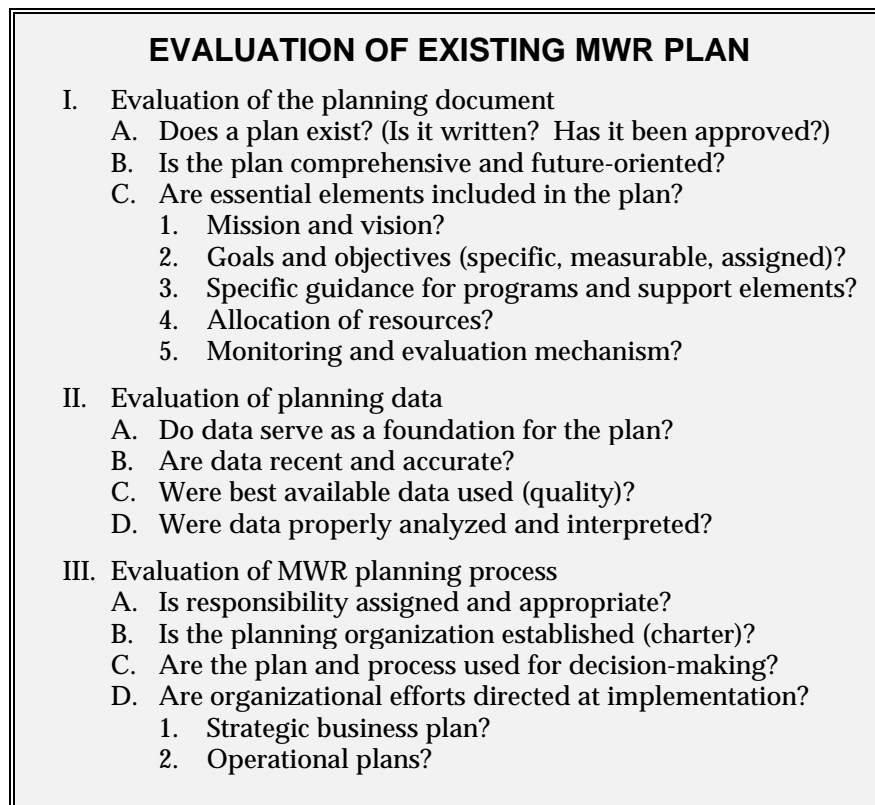 EVALUATION OF EXISTING MWR PLAN
I. Evaluation of the planning document
A. Does a plan exist? (Is it written? Has it been approved?)
B. Is the plan comprehensive and future-oriented?
C. Are essential elements included in the plan?
1. Mission and vision?
2. Goals and objectives (specific, measurable, assigned)?
3. Specific guidance for programs and support elements?
4. Allocation of resources?
5. Monitoring and evaluation mechanism?
II. Evaluation of planning data
A. Do data serve as a foundation for the plan?
B. Are data recent and accurate?
C. Were best available data used (quality)?
D. Were data properly analyzed and interpreted?
III. Evaluation of MWR planning process
A. Is responsibility assigned and appropriate?
B. Is the planning organization established (charter)?
C. Are the plan and process used for decision-making?
D. Are organizational efforts directed at implementation?
1. Strategic business plan?
2. Operational plans?